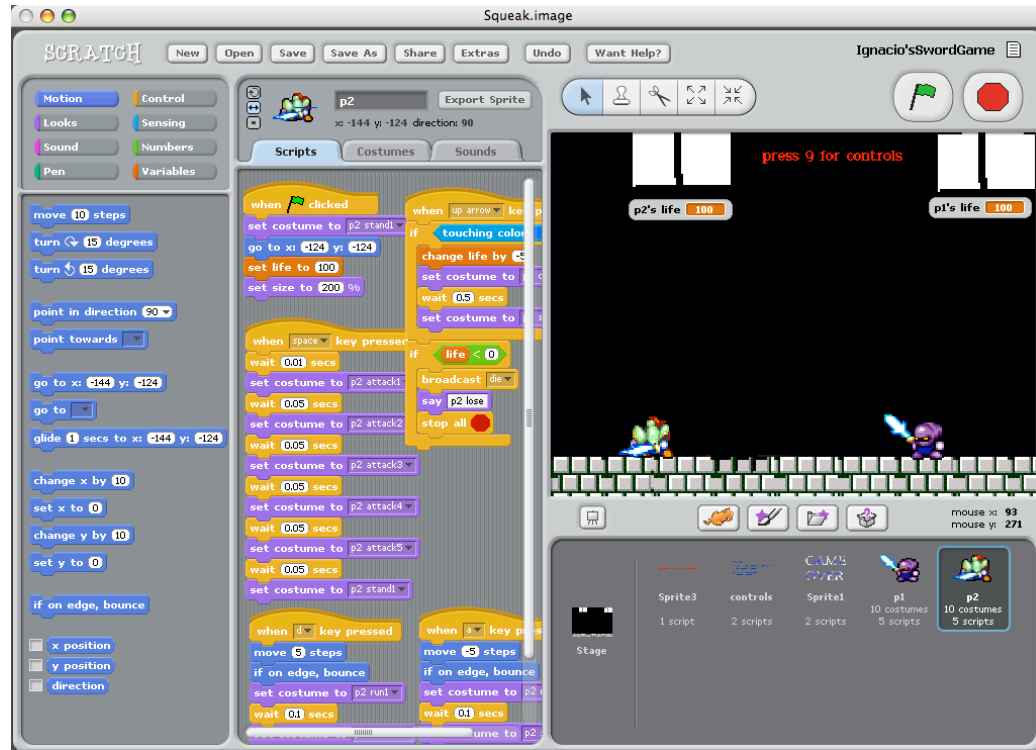 Squeak.image
SCRATCH New Open Save Save As Share Extras Undo Want Help? Ignacio'sSwordGame
Motion Control
Looks Sensing
Sound Numbers
Pen Variables
move 10 steps
turn 15 degrees
turn 15 degrees
point in direction 90
point towards
go to x: -144 y: -124
go to
glide 1 secs to x: -144 y: -124
change x by 10
set x to 0
change y by 10
set y to 0
if on edge, bounce
x position
y position
direction
p2 Export Sprite
x: -144 y: -124 direction: 90
Scripts Costumes Sounds
when clicked
set costume to p2 stand1
go to x: -124 y: -124
set life to 100
set size to 200 %
when space key pressed
wait 0.01 secs
set costume to p2 attack1
wait 0.05 secs
set costume to p2 attack2
wait 0.05 secs
set costume to p2 attack3
wait 0.05 secs
set costume to p2 attack4
wait 0.05 secs
set costume to p2 attack5
wait 0.05 secs
set costume to p2 stand1
when d key pressed
move 5 steps
if on edge, bounce
set costume to p2 run1
wait 0.1 secs
when up arrow key
if touching color
change life by
set costume to
wait 0.5 secs
set costume to
if life < 0
broadcast die
say p2 lose
stop all
when a key
move -5 steps
if on edge, bounce
set costume to p2
wait 0.1 secs
press 9 for controls
p2's life 100
p1's life 100
mouse x: 93
mouse y: 271
Stage
Sprite3
1 script
controls
2 scripts
GAME
OVER
Sprite1
2 scripts
p1
10 costumes
5 scripts
p2
10 costumes
5 scripts